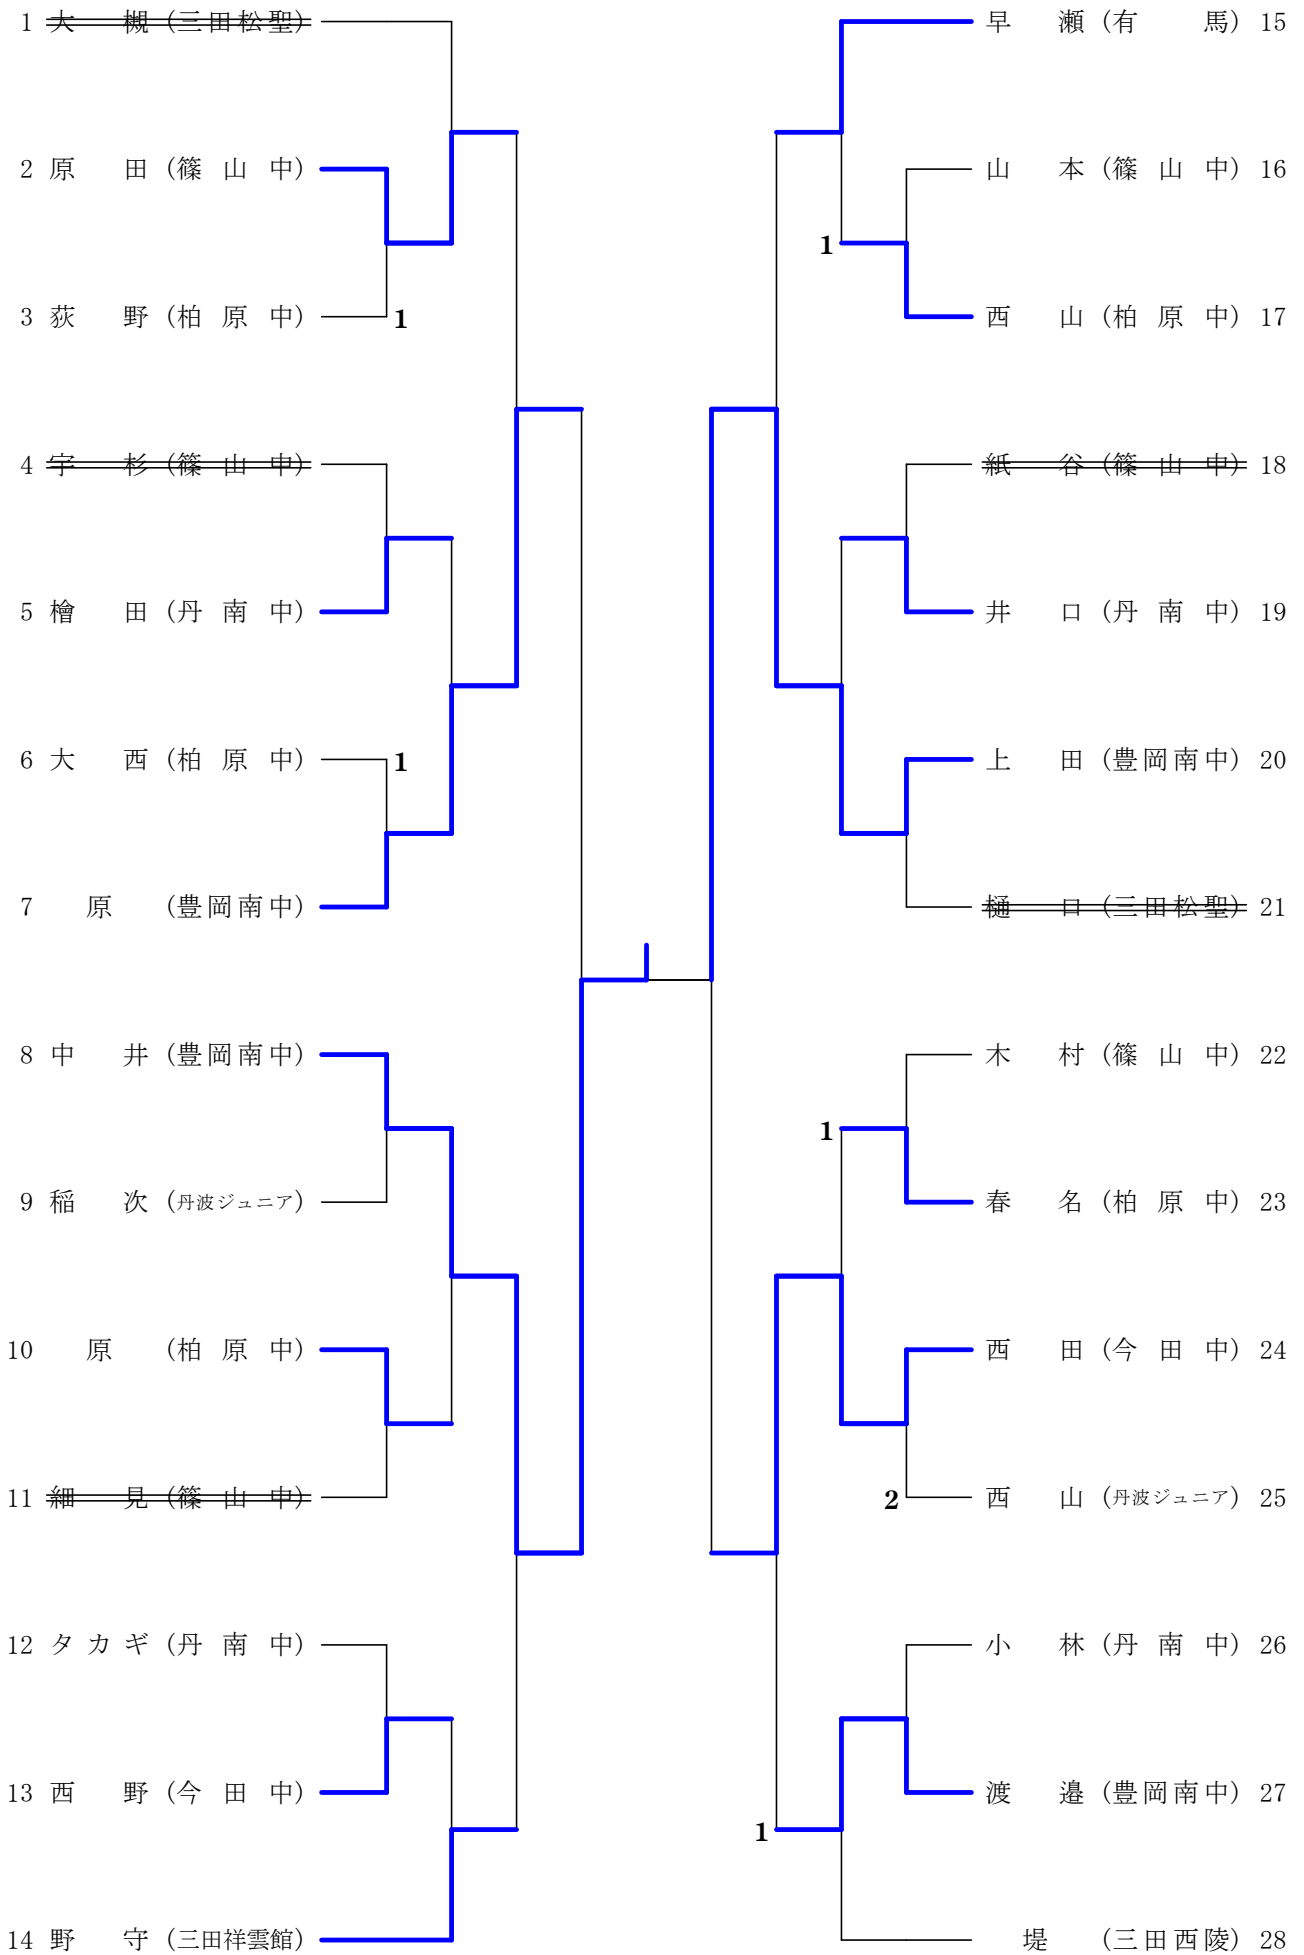 1 大槻 (三田松聖)
2 原田 (篠山中)
3 荻野 (柏原中) 1
4 宇杉 (篠山中)
5 檜田 (丹南中)
6 大西 (柏原中) 1
7 原 (豊岡南中)
8 中井 (豊岡南中)
9 稲次 (丹波ジュニア)
10 原 (柏原中)
11 細見 (篠山中)
12 タカギ (丹南中)
13 西野 (今田中)
14 野守 (三田祥雲館)
早瀬 (有馬) 15
山本 (篠山中) 16
1
西山 (柏原中) 17
紙谷 (篠山中) 18
井口 (丹南中) 19
上田 (豊岡南中) 20
樋口 (三田松聖) 21
木村 (篠山中) 22
1
春名 (柏原中) 23
西田 (今田中) 24
2 西山 (丹波ジュニア) 25
小林 (丹南中) 26
渡邉 (豊岡南中) 27
1
堤 (三田西陵) 28